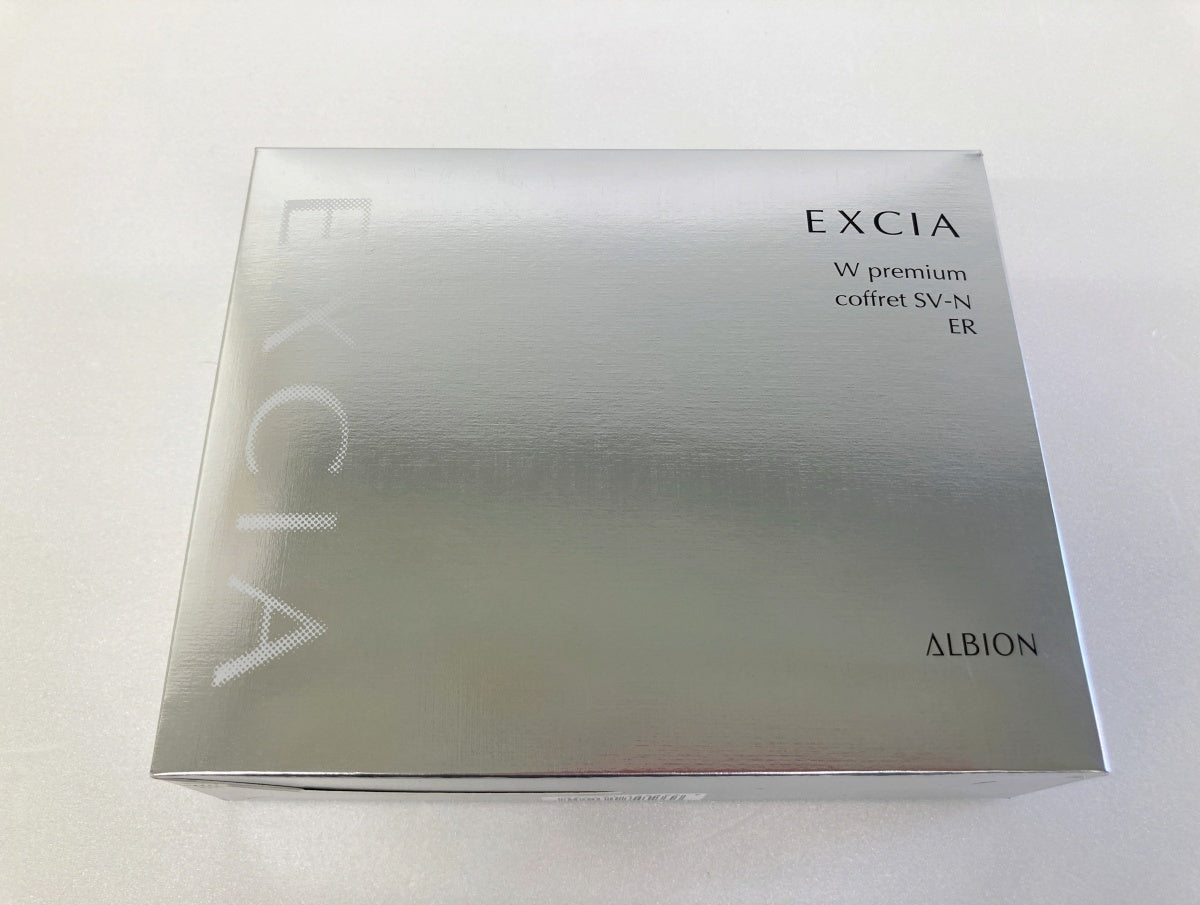 EXCIA
EXCIA
W premium
coffret SV-N
ER
ALBION